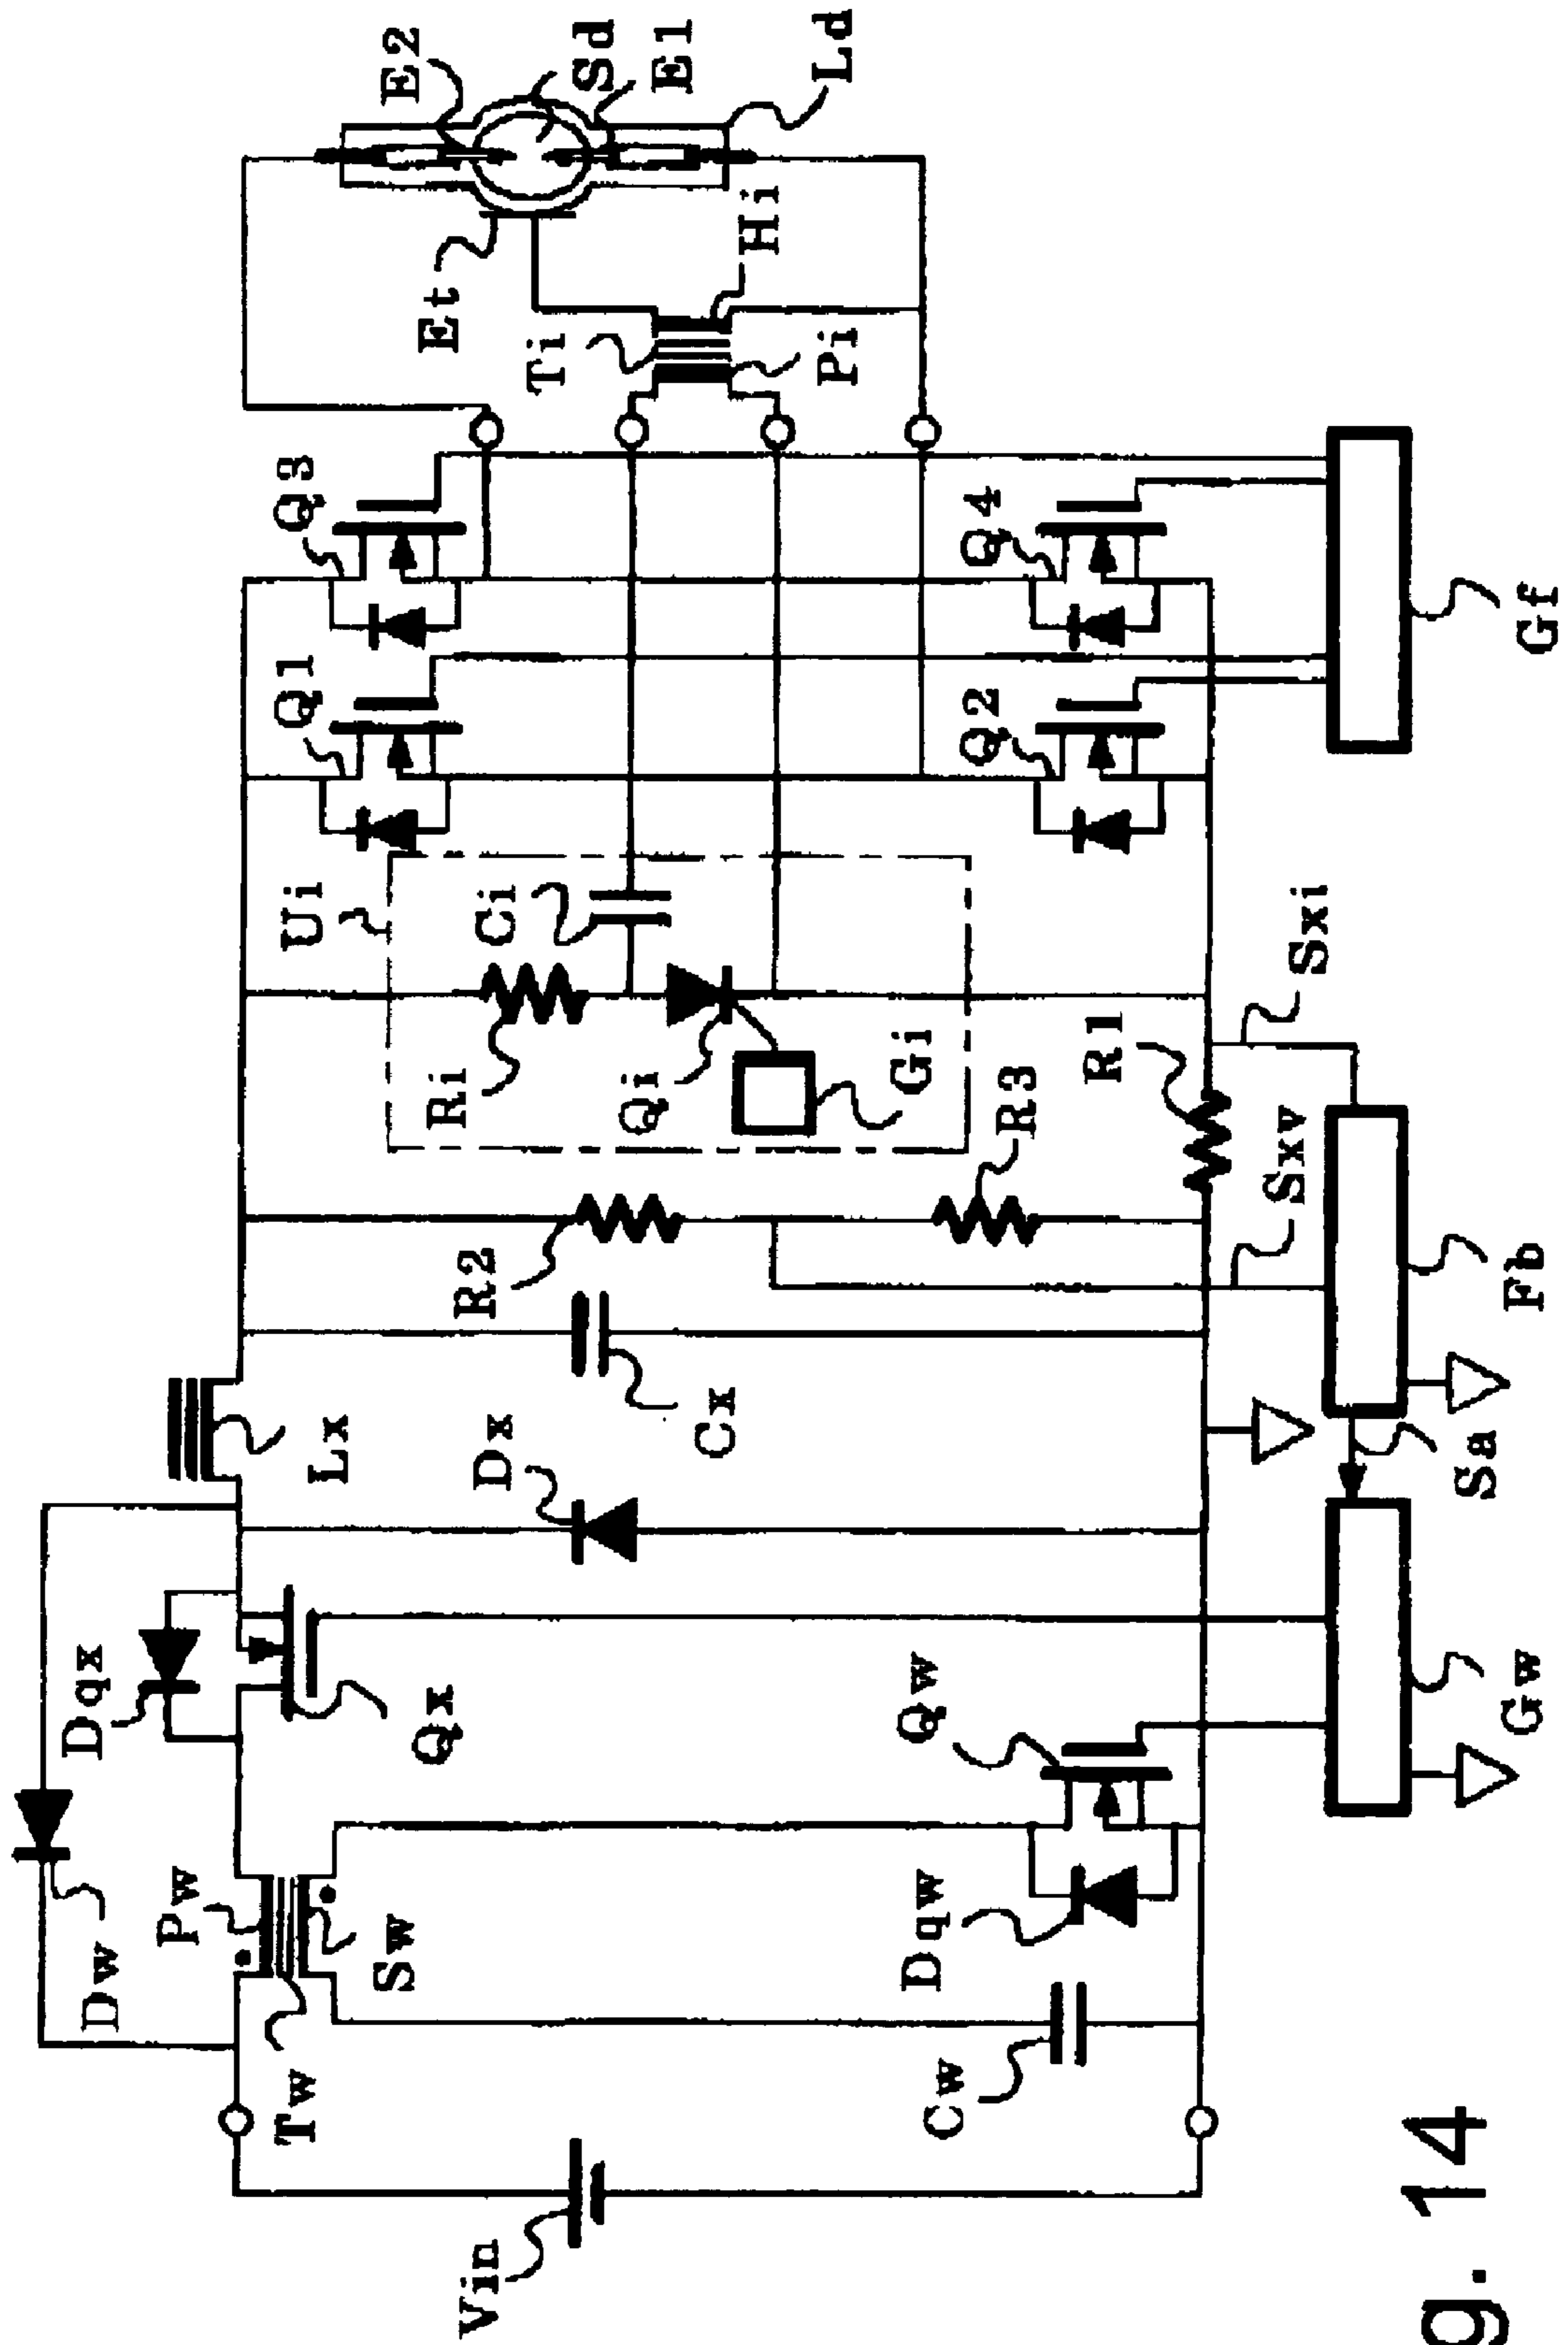 Vin
Tw
Dw
Pw
Sw
Cw
Dqw
Qw
Dqx
Qx
Gw
Dx
Lx
Cx
Sa
Fb
R2
R3
Sxv
R1
Sxi
Ri
Qi
Gi
Ui
Ci
Q1
Q2
Q3
Q4
Gf
Ti
Pi
Et
Hi
E2
Sd
E1
Ld
g. 14